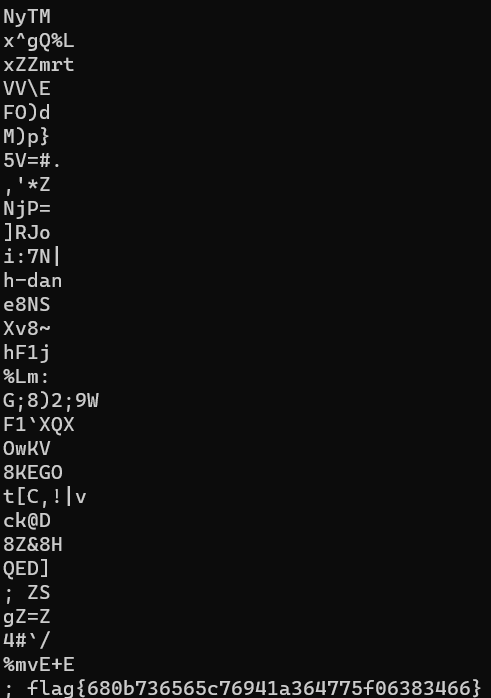 NyTM
x^gQ%L
xZZmrt
VV\E
FO)d
M)p}
5V=#.
,'*Z
NjP=
]RJo
i:7N|
h-dan
e8NS
Xv8~
hF1j
%Lm:
G;8)2;9W
F1`XQX
OwKV
8KEGO
t[C,!|v
ck@D
8Z&8H
QED]
; ZS
gZ=Z
4#`/
%mvE+E
; flag{680b736565c76941a364775f06383466}